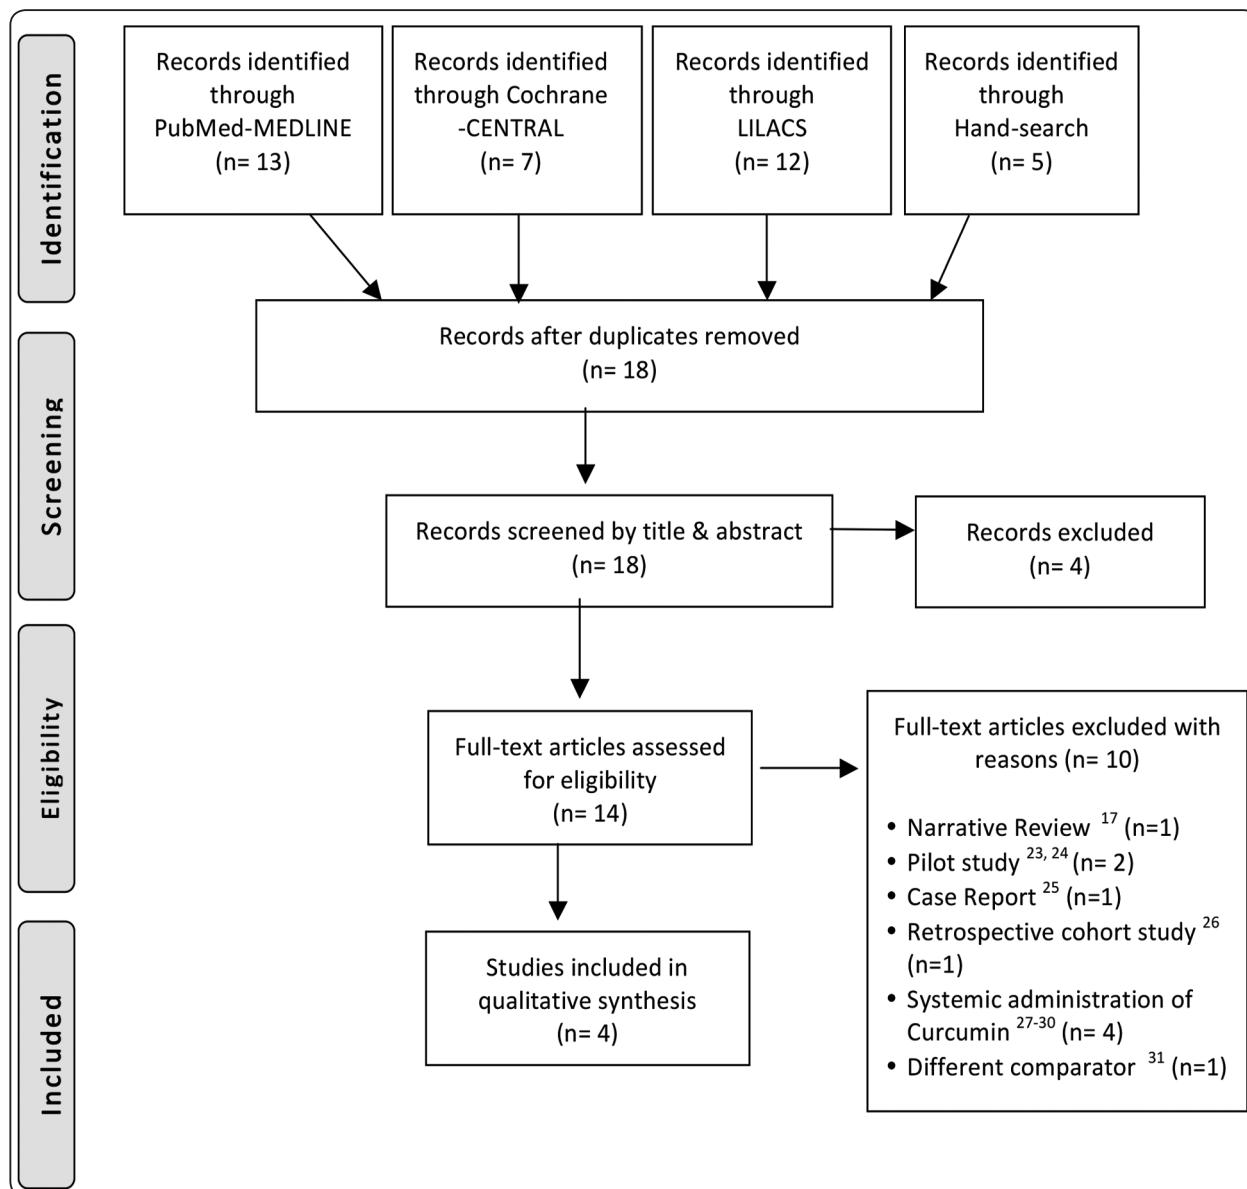 Identification
Records identified
through
PubMed-MEDLINE
(n= 13)
Records identified
through Cochrane
-CENTRAL
(n= 7)
Records identified
through
LILACS
(n= 12)
Records identified
through
Hand-search
(n= 5)
Screening
Records after duplicates removed
(n= 18)
Records screened by title & abstract
(n= 18)
Records excluded
(n= 4)
Eligibility
Full-text articles assessed
for eligibility
(n= 14)
Full-text articles excluded with
reasons (n= 10)
• Narrative Review 17 (n=1)
• Pilot study 23, 24 (n= 2)
• Case Report 25 (n=1)
• Retrospective cohort study 26
(n=1)
• Systemic administration of
Curcumin 27-30 (n= 4)
• Different comparator 31 (n=1)
Included
Studies included in
qualitative synthesis
(n= 4)